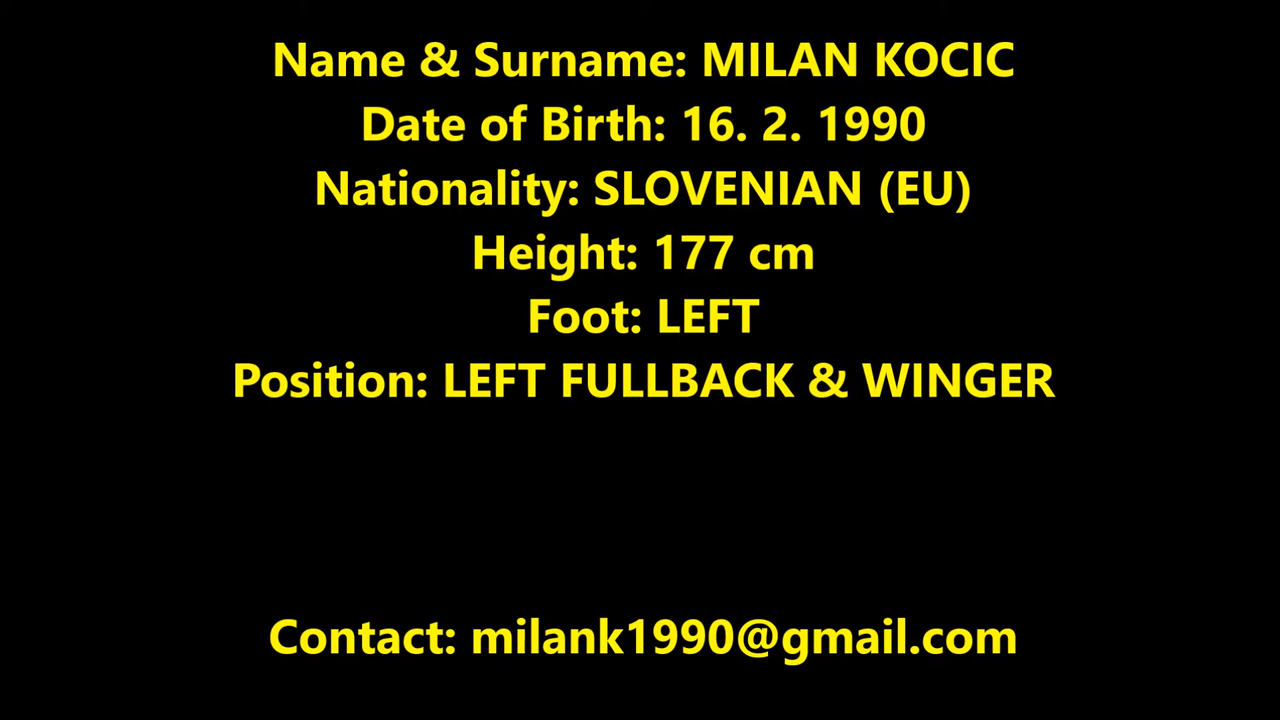 Name & Surname: MILAN KOCIC
Date of Birth: 16. 2. 1990
Nationality: SLOVENIAN (EU)
Height: 177 cm
Foot: LEFT
Position: LEFT FULLBACK & WINGER
Contact: milank1990@gmail.com